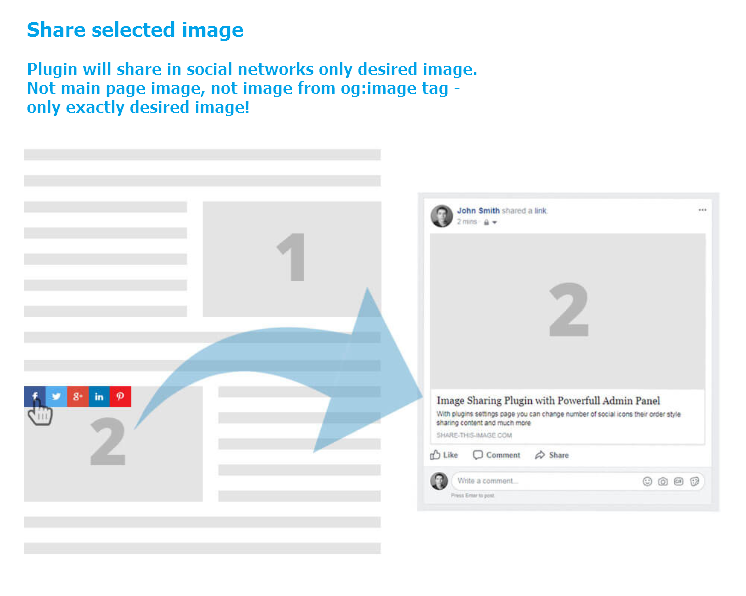 Share selected image
Plugin will share in social networks only desired image.
Not main page image, not image from og:image tag -
only exactly desired image!
1
2
John Smith shared a link
2 mins
2
Image Sharing Plugin with Powerfull Admin Panel
With plugins settings page you can change number of social icons their order style
sharing content and much more
SHARE-THIS-IMAGE.COM
Like Comment Share
Write a comment...
Press Enter to post